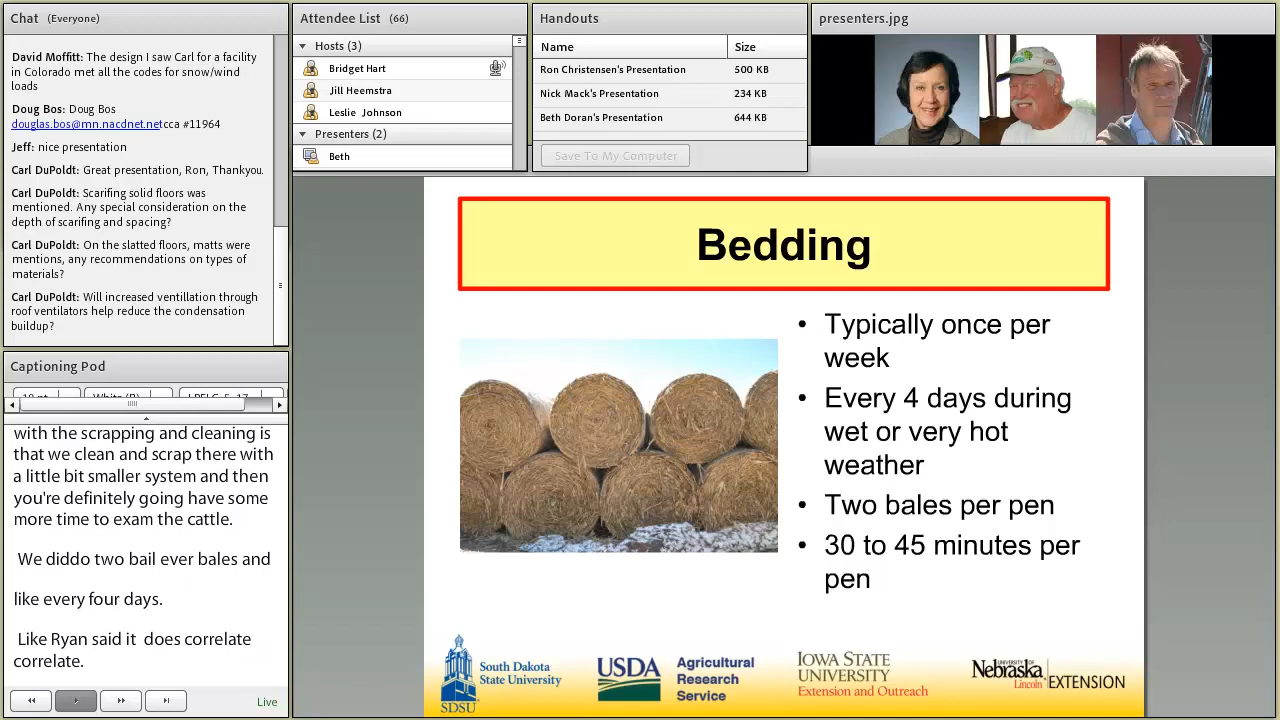 Chat (Everyone)
David Moffitt: The design I saw Carl for a facility
in Colorado met all the codes for snow/wind
loads
Doug Bos: Doug Bos
douglas.bos@mn.nacdnet.netcca #11964
Jeff: nice presentation
Carl DuPoldt: Great presentation, Ron, Thankyou.
Carl DuPoldt: Scarifing solid floors was
mentioned. Any special consideration on the
depth of scarifing and spacing?
Carl DuPoldt: On the slatted floors, matts were
mentions, any recommendations on types of
materials?
Carl DuPoldt: Will increased ventillation through
roof ventilators help reduce the condensation
buildup?
Captioning Pod
with the scrapping and cleaning is
that we clean and scrap there with
a little bit smaller system and then
you're definitely going have some
more time to exam the cattle.
We diddo two bail ever bales and
like every four days.
Like Ryan said it does correlate
correlate.
Live
Attendee List (66)
Hosts (3)
Bridget Hart
Jill Heemstra
Leslie Johnson
Presenters (2)
Beth
Handouts
Name Size
Ron Christensen's Presentation 500 KB
Nick Mack's Presentation 234 KB
Beth Doran's Presentation 644 KB
Save To My Computer
presenters.jpg
Bedding
• Typically once per
week
• Every 4 days during
wet or very hot
weather
• Two bales per pen
• 30 to 45 minutes per
pen
SDSU
South Dakota
State University
USDA
Agricultural
Research
Service
IOWA STATE
UNIVERSITY
Extension and Outreach
UNIVERSITY OF
Nebraska
Lincoln
EXTENSION